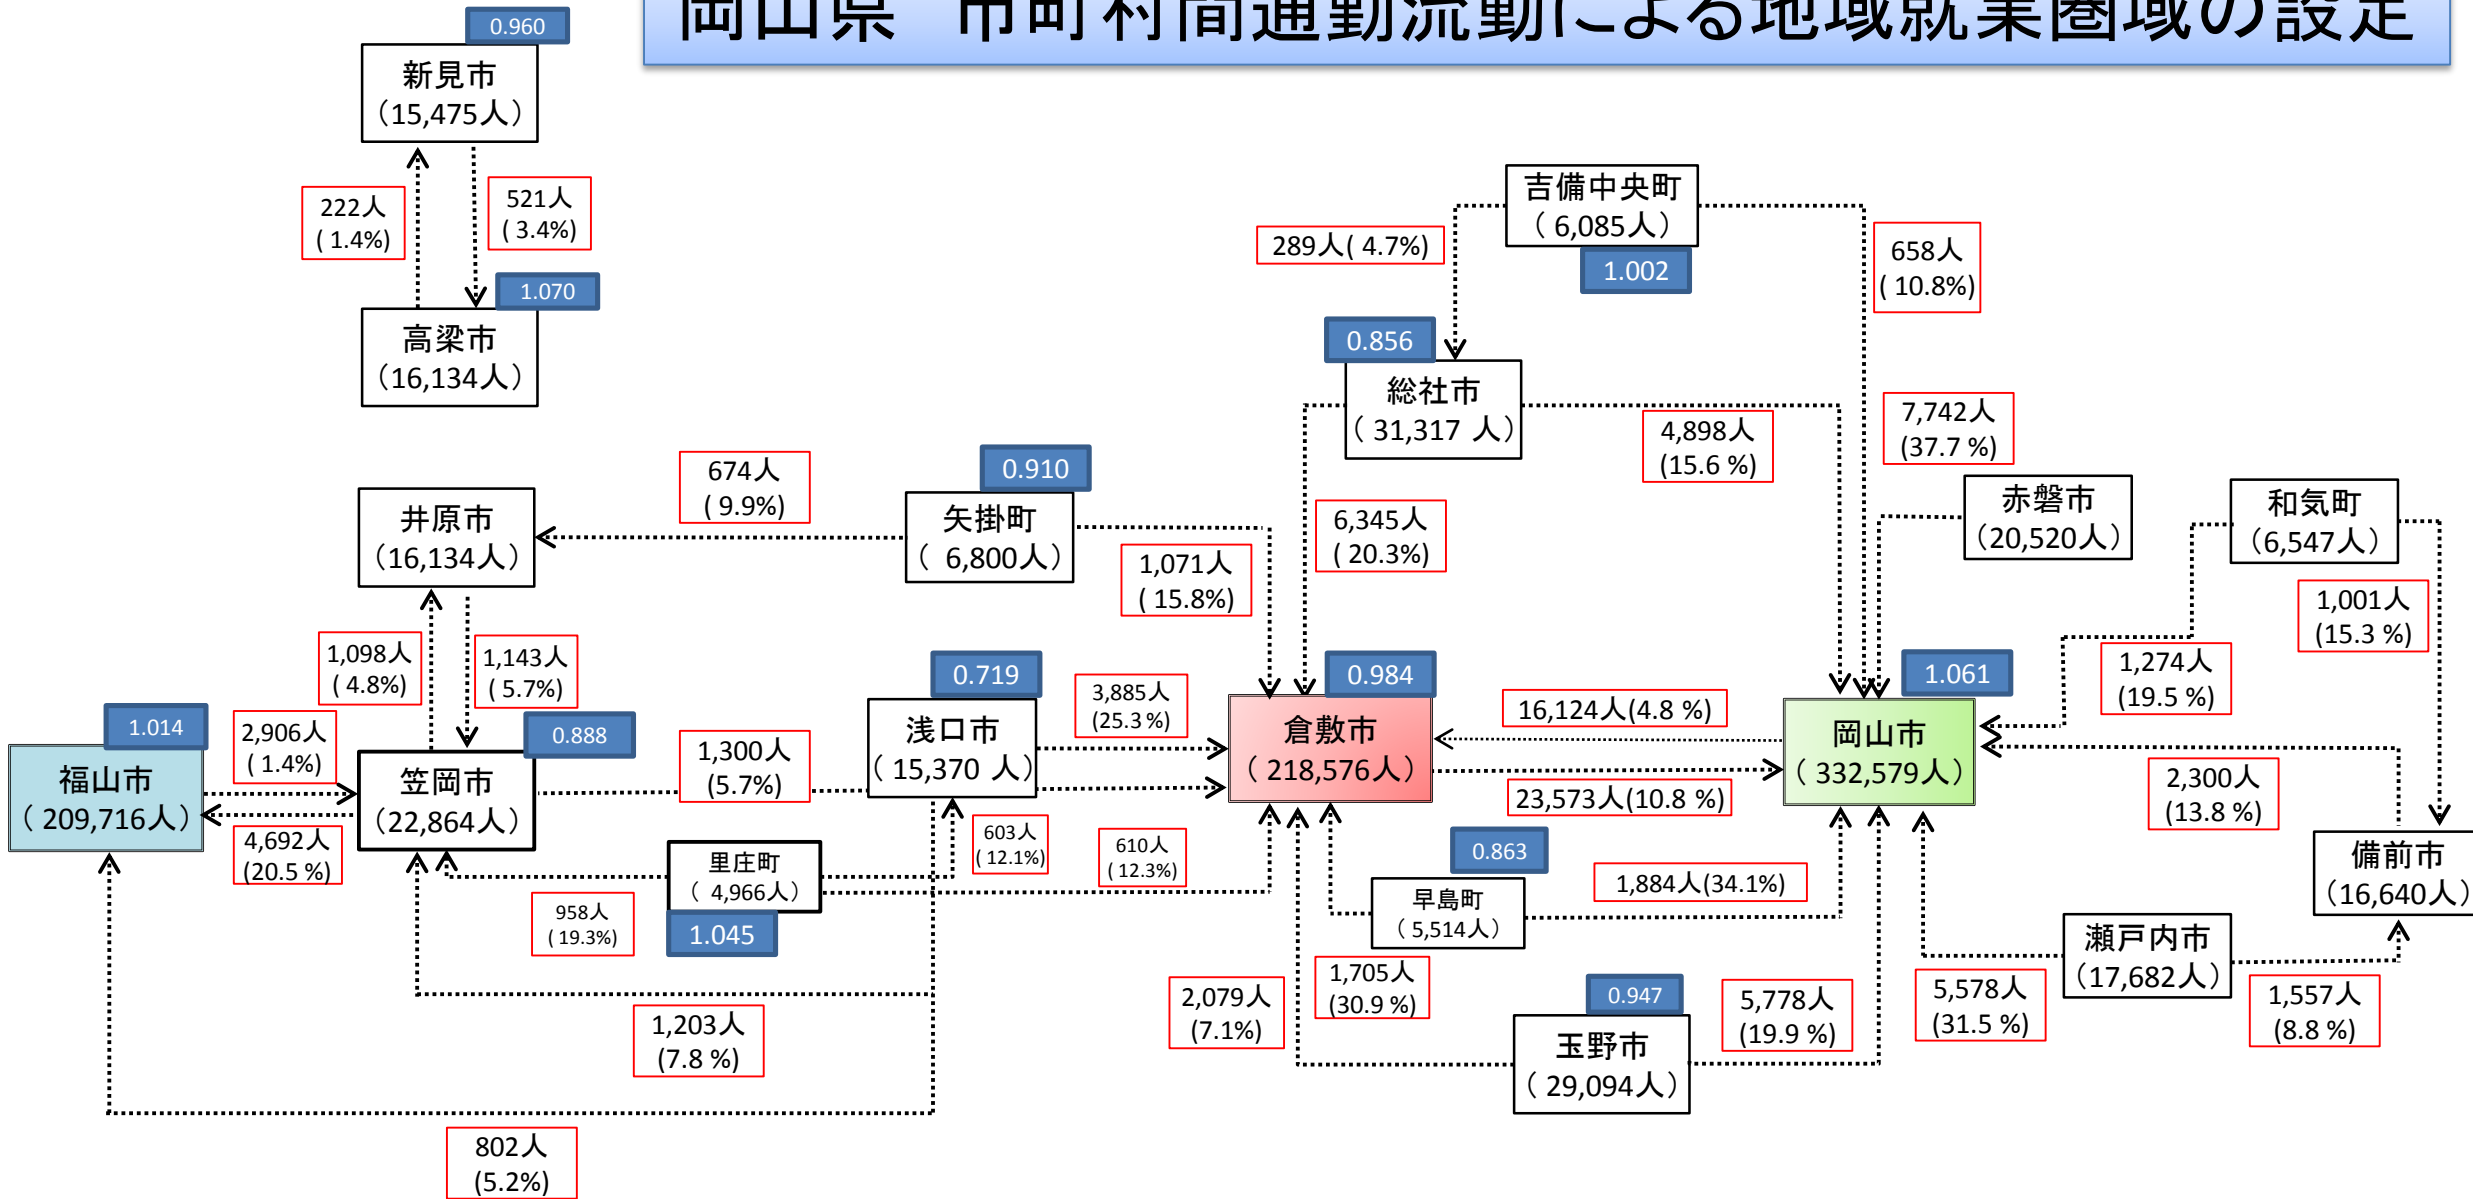 岡山県　市町村間通勤流動による地域就業圏域の設定
0.960
新見市
（15,475人）
222人
( 1.4%)
521人
( 3.4%)
1.070
高梁市
（16,134人）
吉備中央町
（ 6,085人）
1.002
289人( 4.7%)
658人
( 10.8%)
0.856
総社市
（ 31,317 人）
4,898人
(15.6 %)
7,742人
(37.7 %)
6,345人
( 20.3%)
674人
( 9.9%)
0.910
矢掛町
（ 6,800人）
1,071人
( 15.8%)
井原市
（16,134人）
赤磐市
（20,520人）
和気町
（6,547人）
1,001人
(15.3 %)
1,274人
(19.5 %)
1,098人
( 4.8%)
1,143人
( 5.7%)
1.014
福山市
（ 209,716人）
2,906人
( 1.4%)
4,692人
(20.5 %)
0.888
笠岡市
（22,864人）
1,300人
(5.7%)
0.719
浅口市
（ 15,370 人）
3,885人
(25.3 %)
0.984
倉敷市
（ 218,576人）
16,124人(4.8 %)
23,573人(10.8 %)
1.061
岡山市
（ 332,579人）
2,300人
(13.8 %)
603人
( 12.1%)
610人
( 12.3%)
里庄町
（ 4,966人）
1.045
958人
( 19.3%)
0.863
早島町
（ 5,514人）
1,884人(34.1%)
備前市
（16,640人）
瀬戸内市
（17,682人）
1,203人
(7.8 %)
2,079人
(7.1%)
1,705人
(30.9 %)
0.947
玉野市
（ 29,094人）
5,778人
(19.9 %)
5,578人
(31.5 %)
1,557人
(8.8 %)
802人
(5.2%)